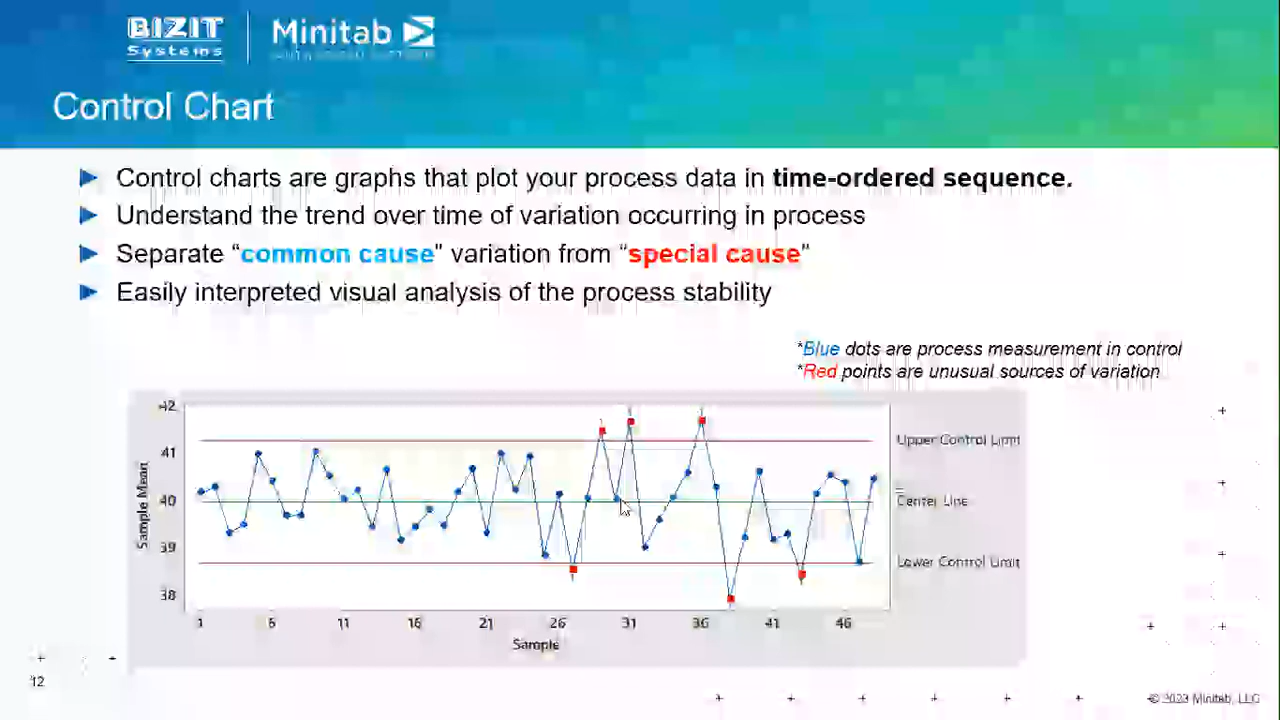 BIZIT
Systems
Minitab
Control Chart
Control charts are graphs that plot your process data in time-ordered sequence.
Understand the trend over time of variation occurring in process
Separate “common cause” variation from “special cause”
Easily interpreted visual analysis of the process stability
*Blue dots are process measurement in control
*Red points are unusual sources of variation
42
41
40
39
38
Sample Mean
Upper Control Limit
Center Line
Lower Control Limit
1 6 11 16 21 26 31 36 41 46
Sample
12
© 2023 Minitab, LLC